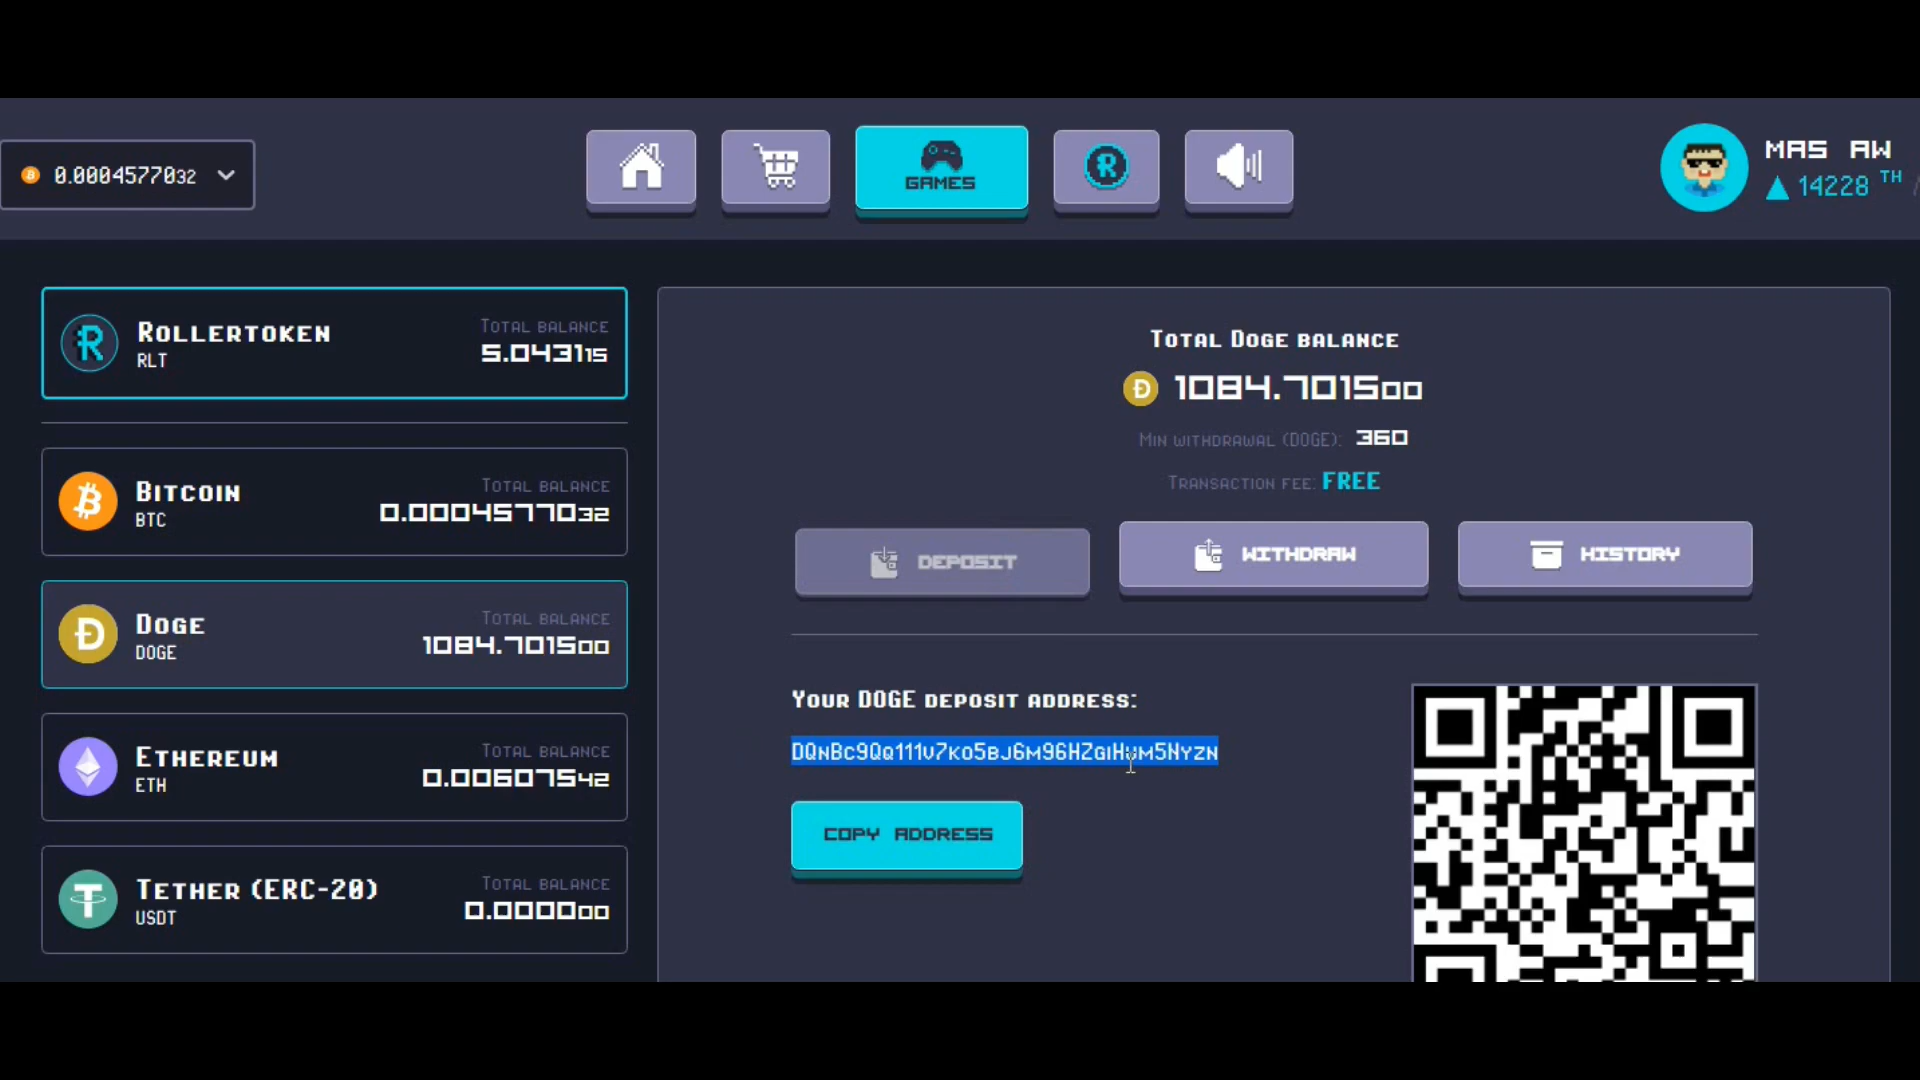 0.0004577032
GAMES
MAS AW
14228 TH
ROLLERTOKEN
RLT
TOTAL BALANCE
5.043115
BITCOIN
BTC
TOTAL BALANCE
0.0004577032
DOGE
DOGE
TOTAL BALANCE
1084.701500
ETHEREUM
ETH
TOTAL BALANCE
0.00607542
TETHER (ERC-20)
USDT
TOTAL BALANCE
0.000000
TOTAL DOGE BALANCE
1084.701500
MIN WITHDRAWAL (DOGE): 360
TRANSACTION FEE: FREE
DEPOSIT
WITHDRAW
HISTORY
YOUR DOGE DEPOSIT ADDRESS:
COPY ADDRESS